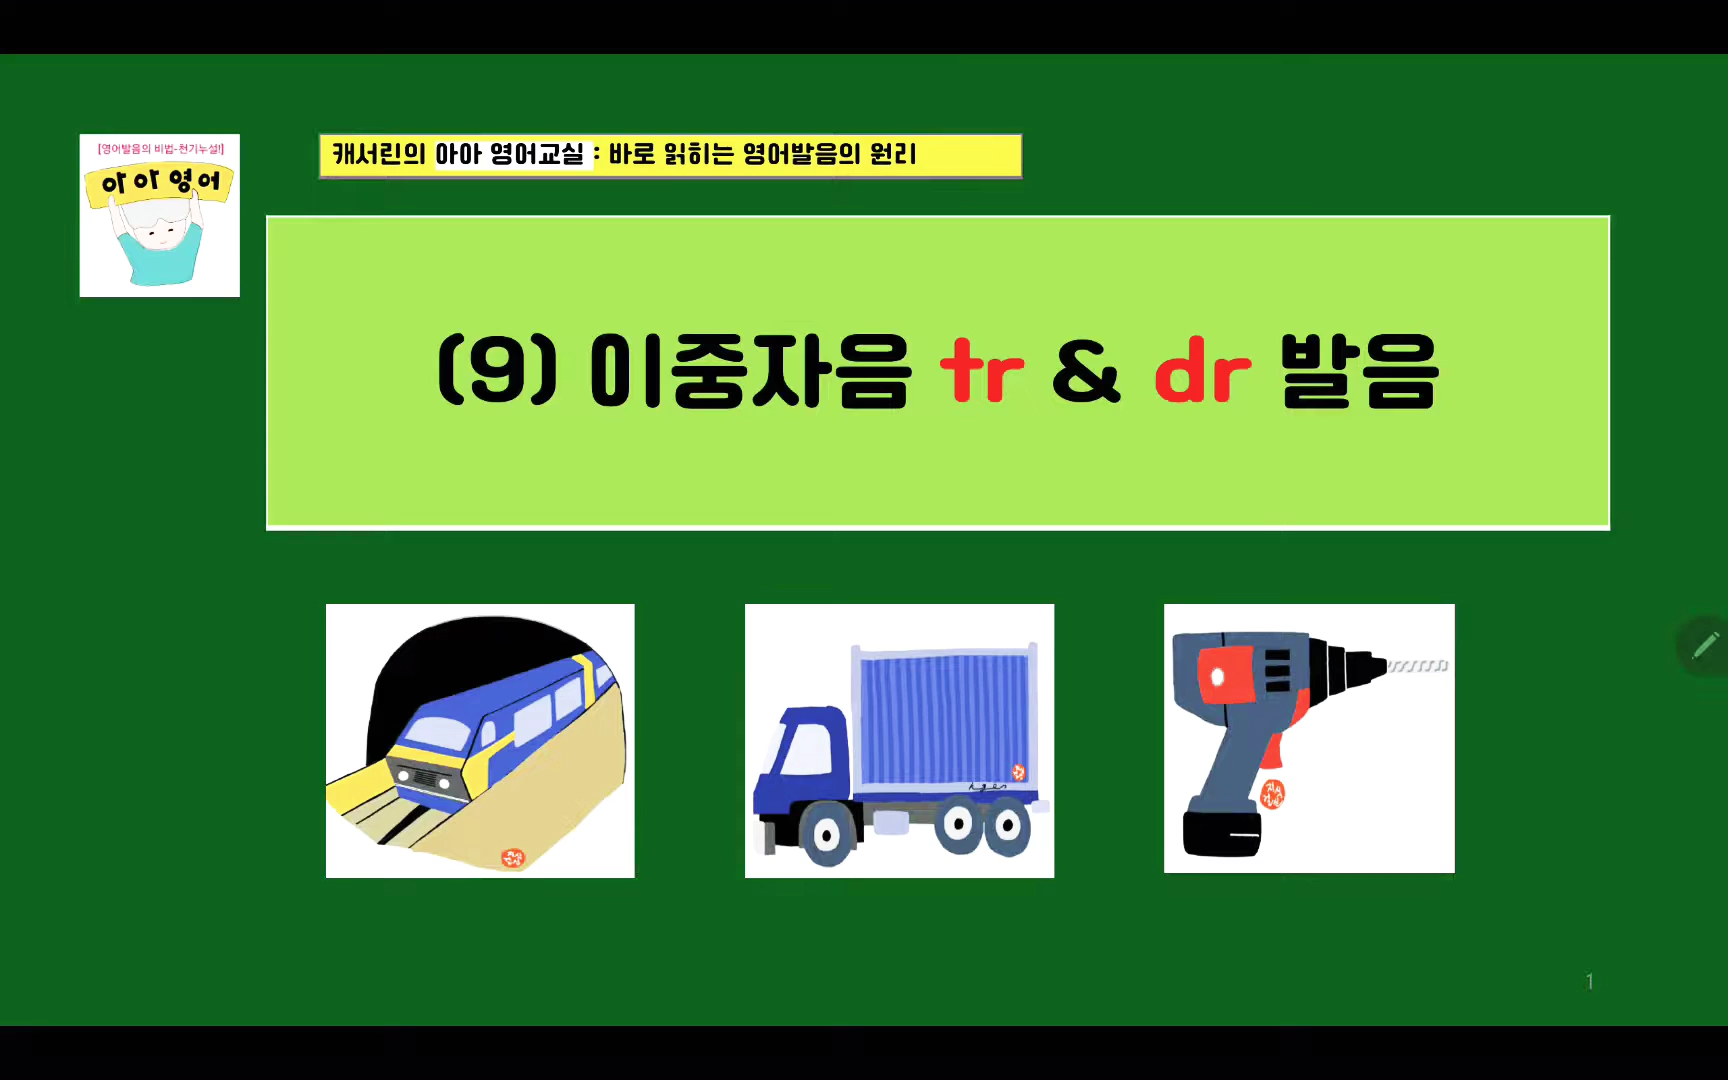 [영어발음의 비법-천기누설!]
아아영어
캐서린의 아아 영어교실 : 바로 읽히는 영어발음의 원리
(9) 이중자음 tr & dr 발음
1